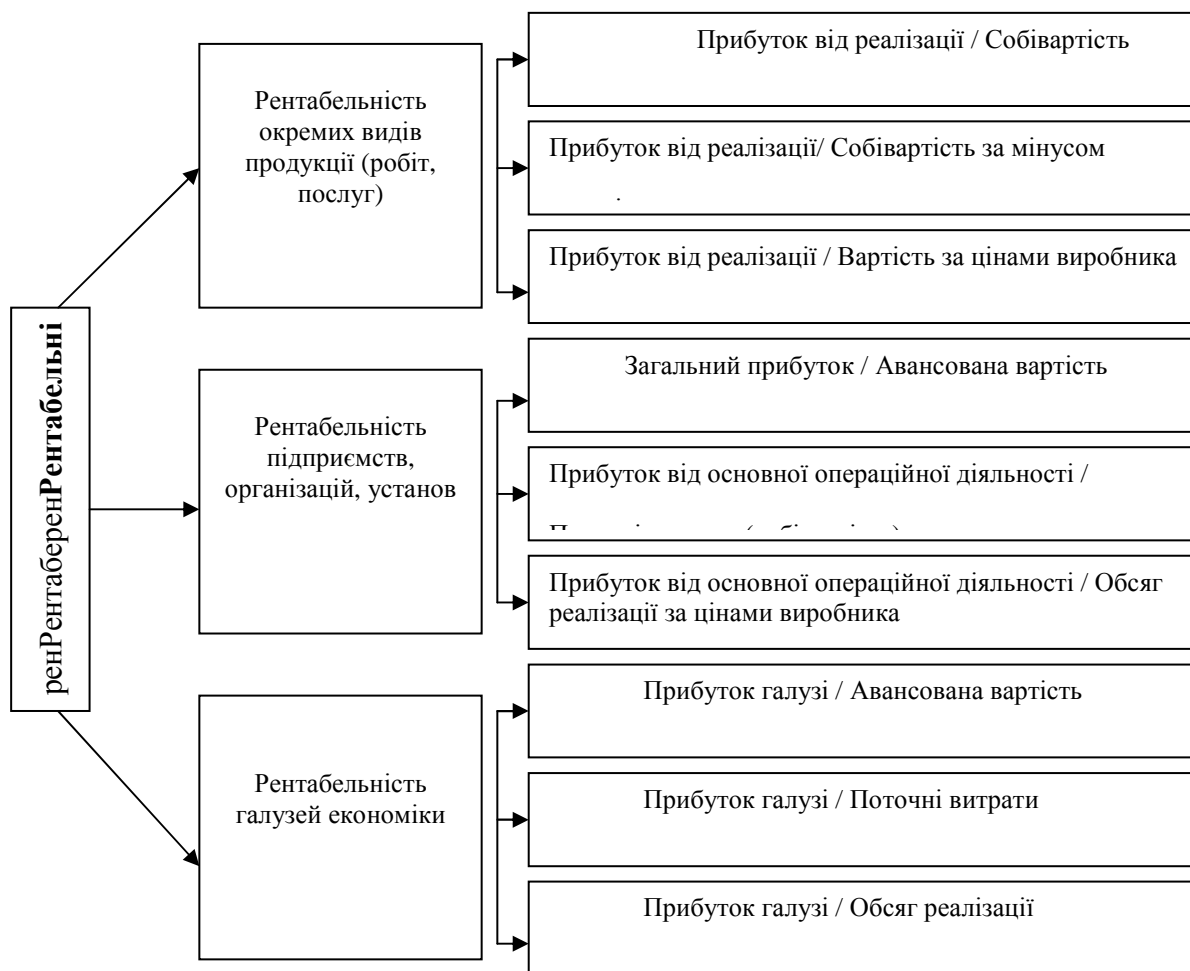 ренРентаберенРентабельні
Рентабельність
окремих видів
продукції (робіт,
послуг)
Прибуток від реалізації / Собівартість
Прибуток від реалізації/ Собівартість за мінусом
Прибуток від реалізації / Вартість за цінами виробника
Рентабельність
підприємств,
організацій, установ
Загальний прибуток / Авансована вартість
Прибуток від основної операційної діяльності /
Прибуток від основної операційної діяльності / Обсяг
реалізації за цінами виробника
Рентабельність
галузей економіки
Прибуток галузі / Авансована вартість
Прибуток галузі / Поточні витрати
Прибуток галузі / Обсяг реалізації